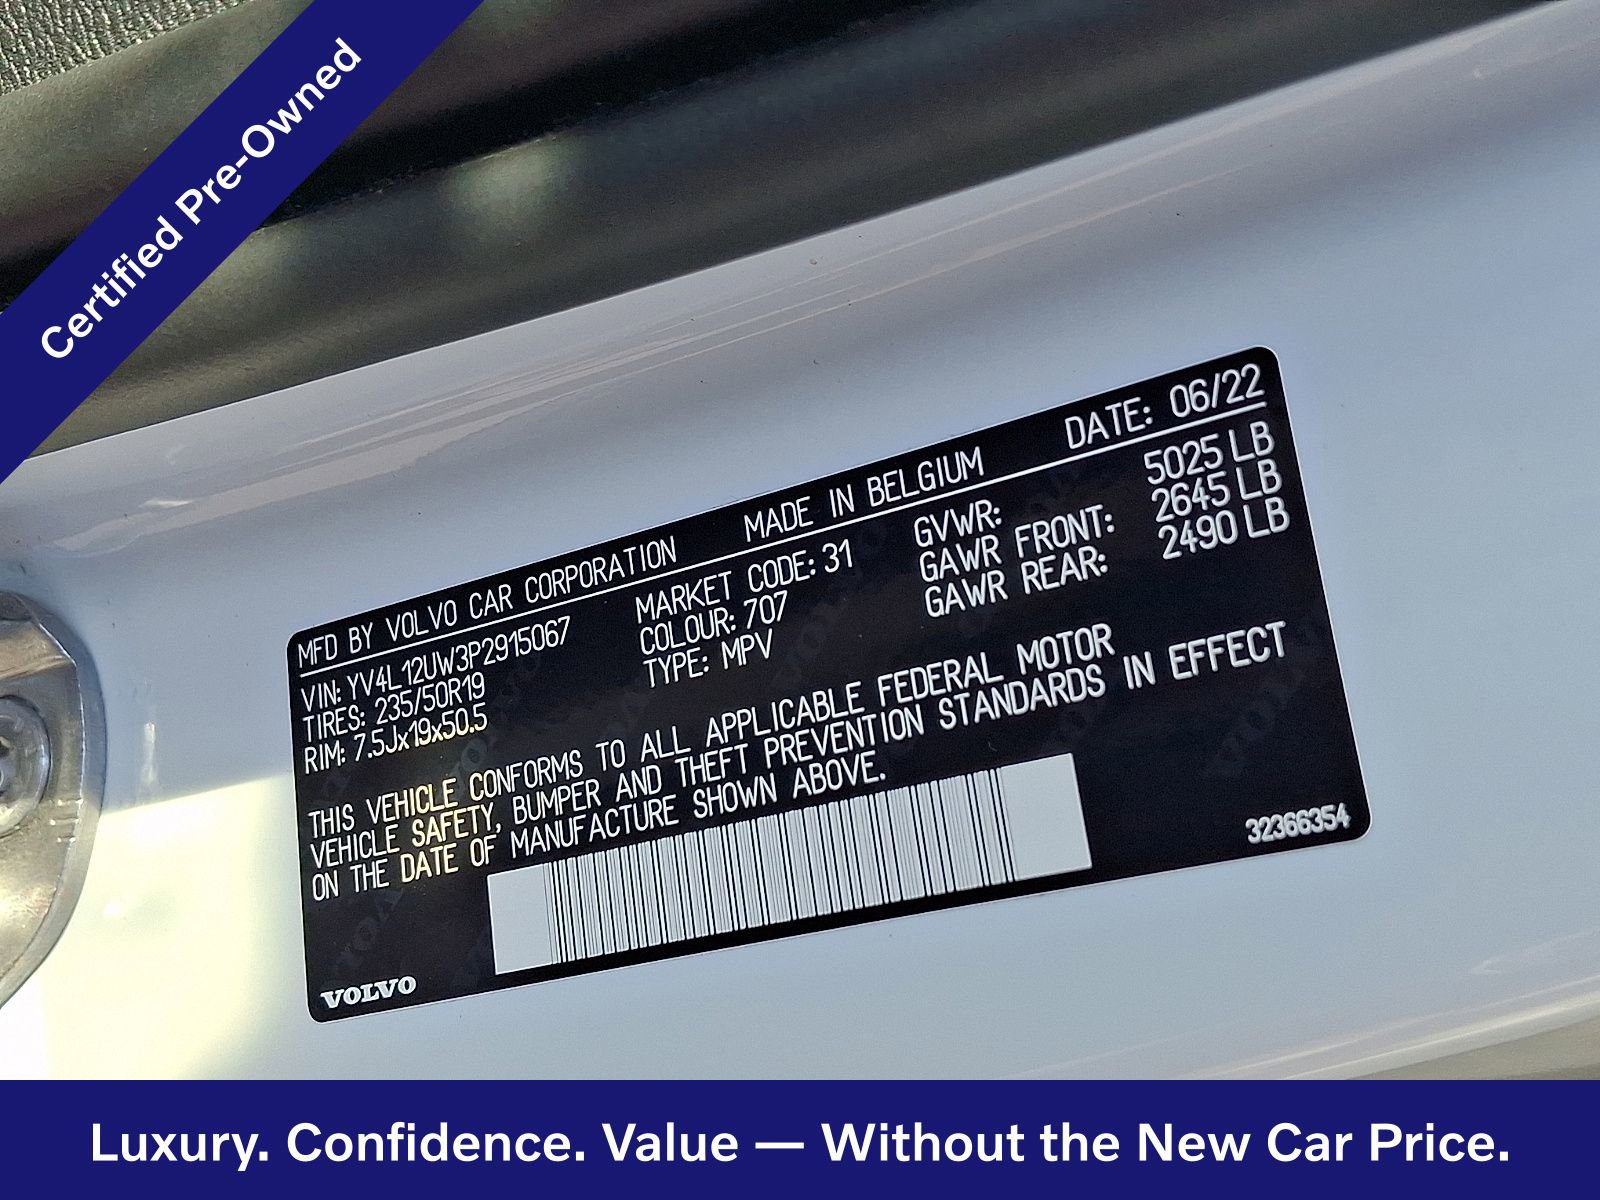 Certified Pre-Owned
MFD BY VOLVO CAR CORPORATION MADE IN BELGIUM DATE: 06/22
VIN: YV4L12UW3P2915067 MARKET CODE: 31 GVWR: 5025 LB
TIRES: 235/50R19 COLOUR: 707 GAWR FRONT: 2645 LB
RIM: 7.5Jx19x50.5 TYPE: MPV GAWR REAR: 2490 LB
THIS VEHICLE CONFORMS TO ALL APPLICABLE FEDERAL MOTOR
VEHICLE SAFETY, BUMPER AND THEFT PREVENTION STANDARDS IN EFFECT
ON THE DATE OF MANUFACTURE SHOWN ABOVE.
32366354
VOLVO
Luxury. Confidence. Value — Without the New Car Price.